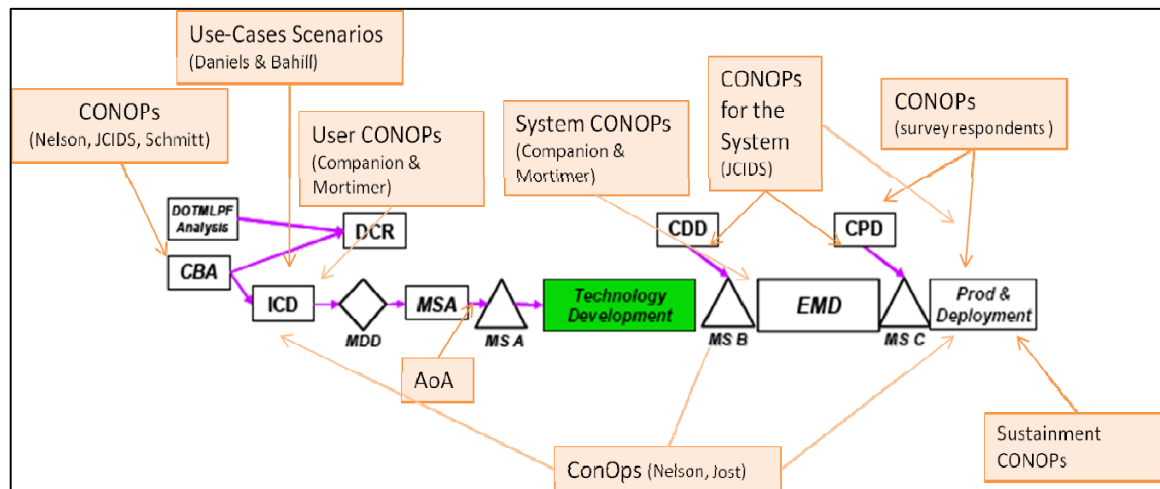 Use-Cases Scenarios
(Daniels & Bahill)
CONOPs
(Nelson, JCIDS, Schmitt)
User CONOPs
(Companion &
Mortimer)
System CONOPs
(Companion &
Mortimer)
CONOPs
for the
System
(JCIDS)
CONOPs
(survey respondents )
DOTMLPF
Analysis
DCR
CDD
CPD
CBA
ICD
MDD
MSA
MS A
Technology
Development
MS B
EMD
MS C
Prod &
Deployment
AoA
ConOps (Nelson, Jost)
Sustainment
CONOPs